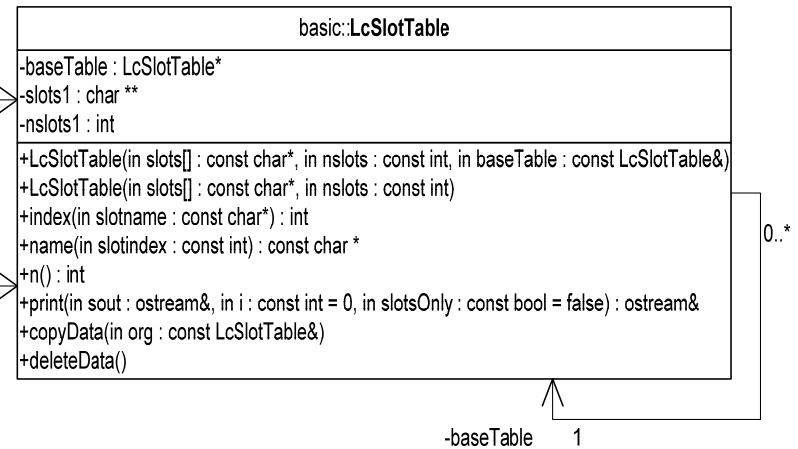 basic::LcSlotTable
-baseTable : LcSlotTable*
-slots1 : char **
-nslots1 : int
+LcSlotTable(in slots[] : const char*, in nslots : const int, in baseTable : const LcSlotTable&)
+LcSlotTable(in slots[] : const char*, in nslots : const int)
+index(in slotname : const char*) : int
+name(in slotindex : const int) : const char *
+n() : int
+print(in sout : ostream&, in i : const int = 0, in slotsOnly : const bool = false) : ostream&
+copyData(in org : const LcSlotTable&)
+deleteData()
0..*
-baseTable 1